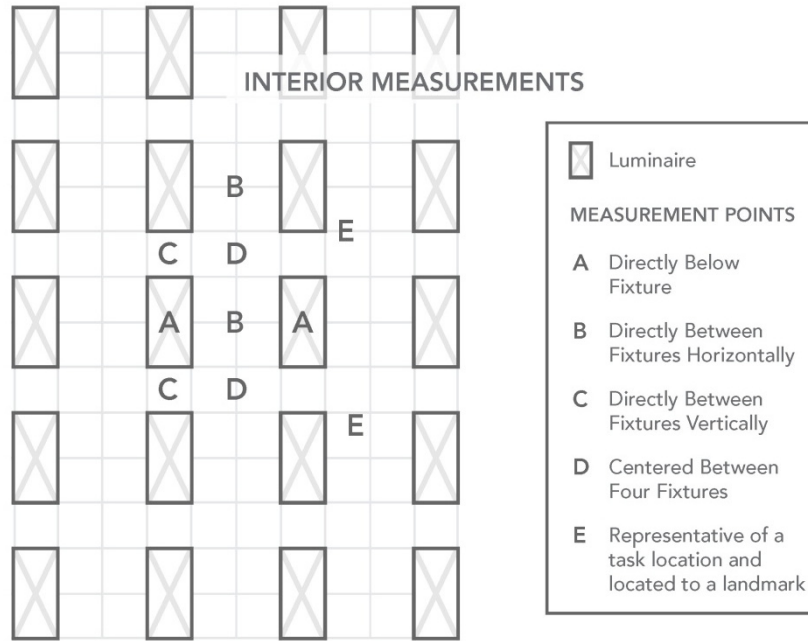 INTERIOR MEASUREMENTS
B
E
C D
A B A
C D
E
Luminaire
MEASUREMENT POINTS
A Directly Below
Fixture
B Directly Between
Fixtures Horizontally
C Directly Between
Fixtures Vertically
D Centered Between
Four Fixtures
E Representative of a
task location and
located to a landmark